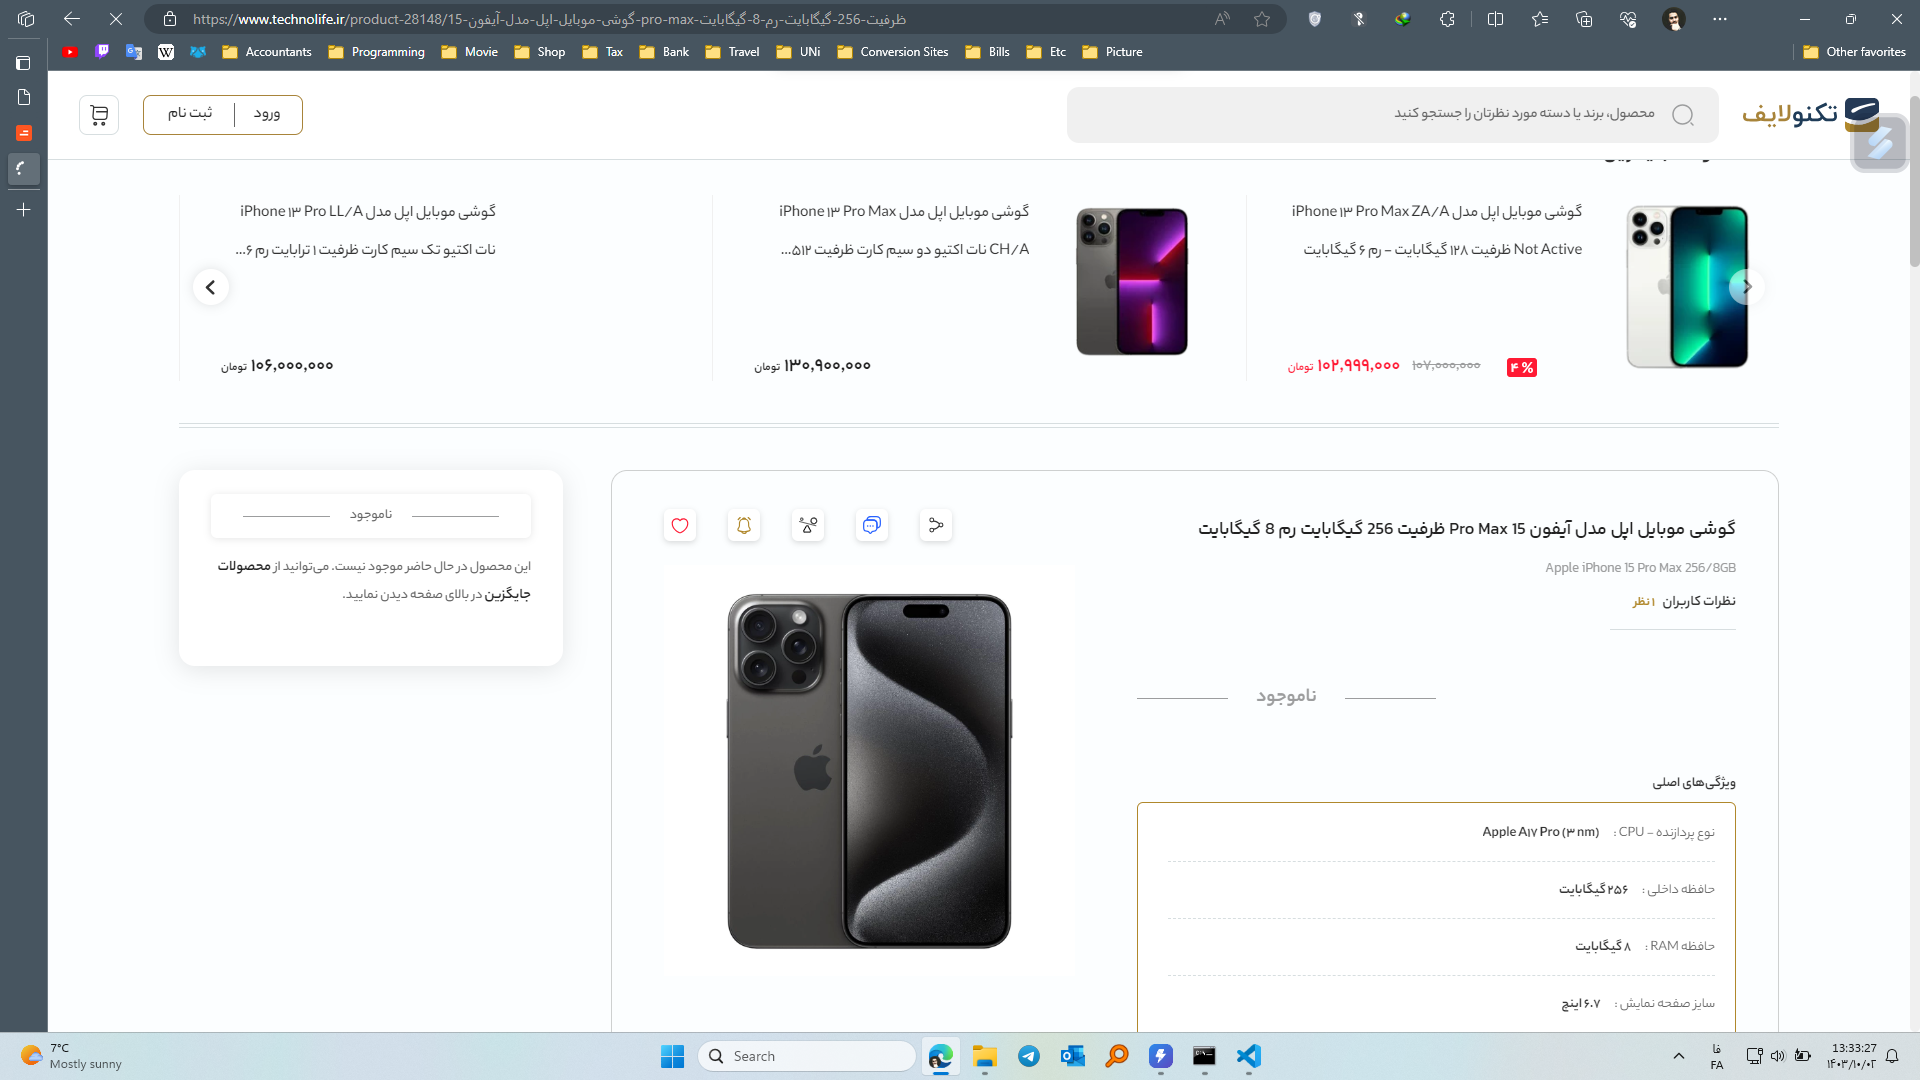 https://www.technolife.ir/product-28148/گوشی-موبایل-اپل-مدل-آیفون-15-pro-max-ظرفیت-256-گیگابایت-رم-8-گیگابایت
Accountants
Programming
Movie
Shop
Tax
Bank
Travel
UNi
Conversion Sites
Bills
Etc
Picture
Other favorites
تکنولایف
محصول، برند یا دسته مورد نظرتان را جستجو کنید
ورود
ثبت نام
گوشی موبایل اپل مدل iPhone ۱۳ Pro Max ZA/A
Not Active ظرفیت ۱۲۸ گیگابایت - رم ۶ گیگابایت
۴ %
۱۰۷,۰۰۰,۰۰۰
۱۰۲,۹۹۹,۰۰۰ تومان
گوشی موبایل اپل مدل iPhone ۱۳ Pro Max
CH/A نات اکتیو دو سیم کارت ظرفیت ۵۱۲...
۱۳۰,۹۰۰,۰۰۰ تومان
گوشی موبایل اپل مدل iPhone ۱۳ Pro LL/A
نات اکتیو تک سیم کارت ظرفیت ۱ ترابایت رم ۶...
۱۰۶,۰۰۰,۰۰۰ تومان
گوشی موبایل اپل مدل آیفون 15 Pro Max ظرفیت 256 گیگابایت رم 8 گیگابایت
Apple iPhone 15 Pro Max 256/8GB
نظرات کاربران ۱ نظر
ناموجود
ویژگی‌های اصلی
نوع پردازنده - CPU : Apple A۱۷ Pro (۳ nm)
حافظه داخلی : ۲۵۶ گیگابایت
حافظه RAM : ۸ گیگابایت
سایز صفحه نمایش : ۶.۷ اینچ
ناموجود
این محصول در حال حاضر موجود نیست. می‌توانید از محصولات
جایگزین در بالای صفحه دیدن نمایید.
7°C
Mostly sunny
Search
فا
FA
13:33:27
۱۴۰۳/۱۰/۰۲